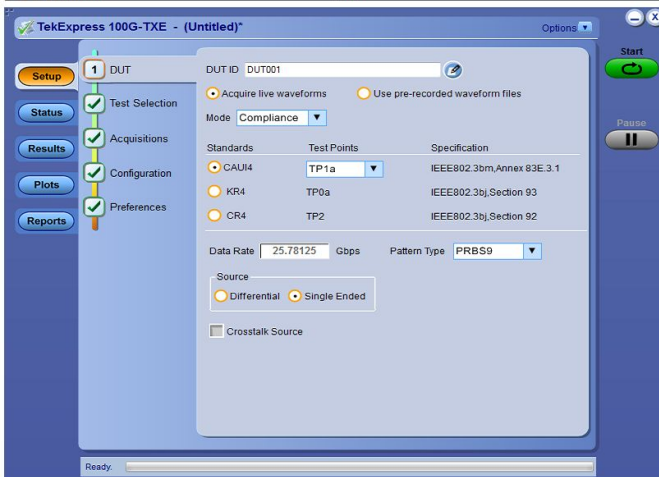 TekExpress 100G-TXE - (Untitled)*
Options
Start
Pause
Setup
Status
Results
Plots
Reports
1 DUT
Test Selection
Acquisitions
Configuration
Preferences
DUT ID DUT001
Acquire live waveforms Use pre-recorded waveform files
Mode Compliance
Standards Test Points Specification
CAUI4 TP1a IEEE802.3bm,Annex 83E.3.1
KR4 TP0a IEEE802.3bj,Section 93
CR4 TP2 IEEE802.3bj,Section 92
Data Rate 25.78125 Gbps Pattern Type PRBS9
Source
Differential Single Ended
Crosstalk Source
Ready.